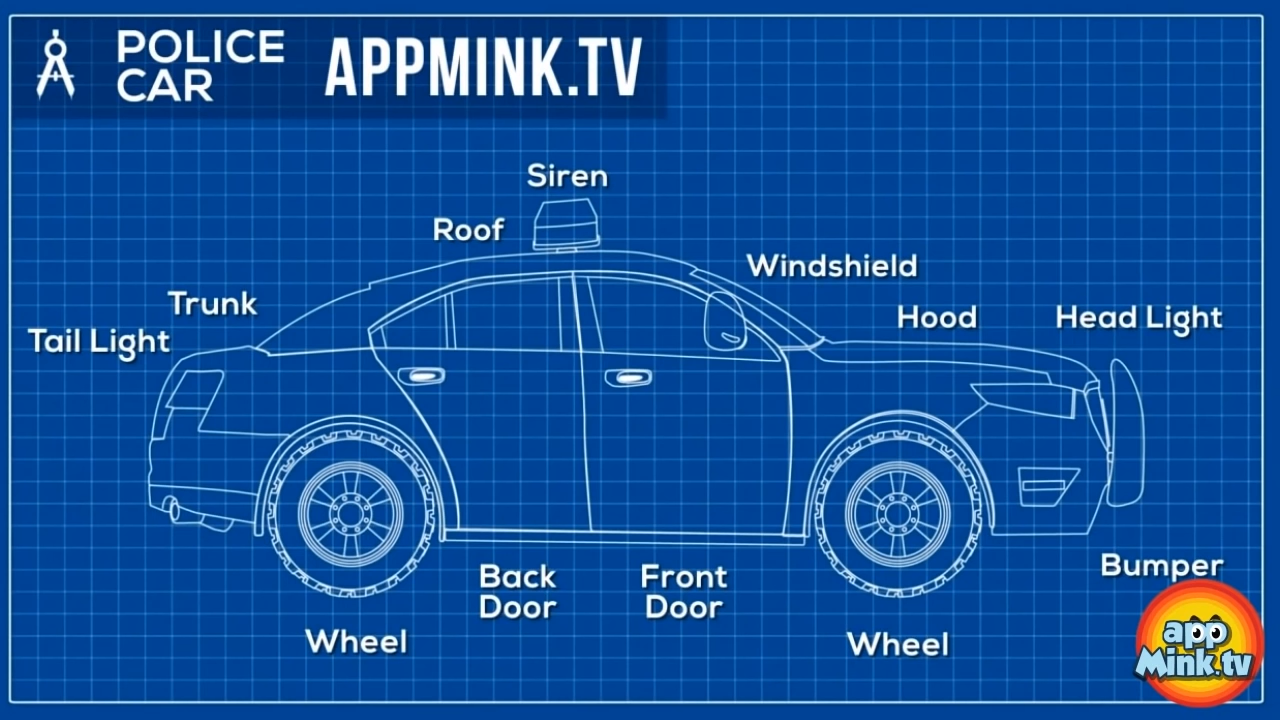 POLICE
CAR
APPMINK.TV
Siren
Roof
Windshield
Trunk
Hood
Head Light
Tail Light
Back
Door
Front
Door
Bumper
Wheel
Wheel
app
Mink.tv